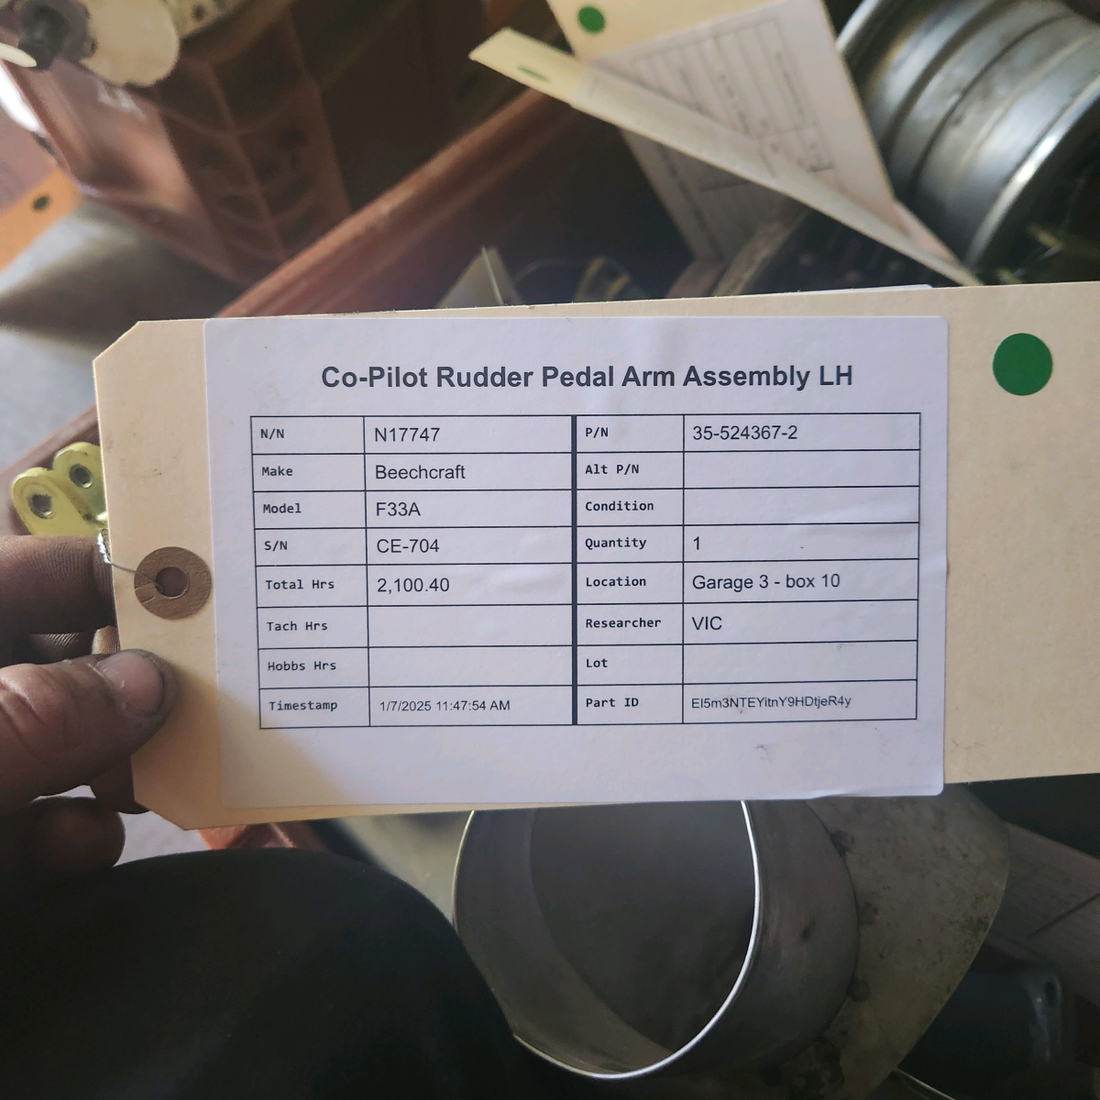 Co-Pilot Rudder Pedal Arm Assembly LH
N/N N17747 P/N 35-524367-2
Make Beechcraft Alt P/N
Model F33A Condition
S/N CE-704 Quantity 1
Total Hrs 2,100.40 Location Garage 3 - box 10
Tach Hrs Researcher VIC
Hobbs Hrs Lot
Timestamp 1/7/2025 11:47:54 AM Part ID EI5m3NTEYitnY9HDtjeR4y